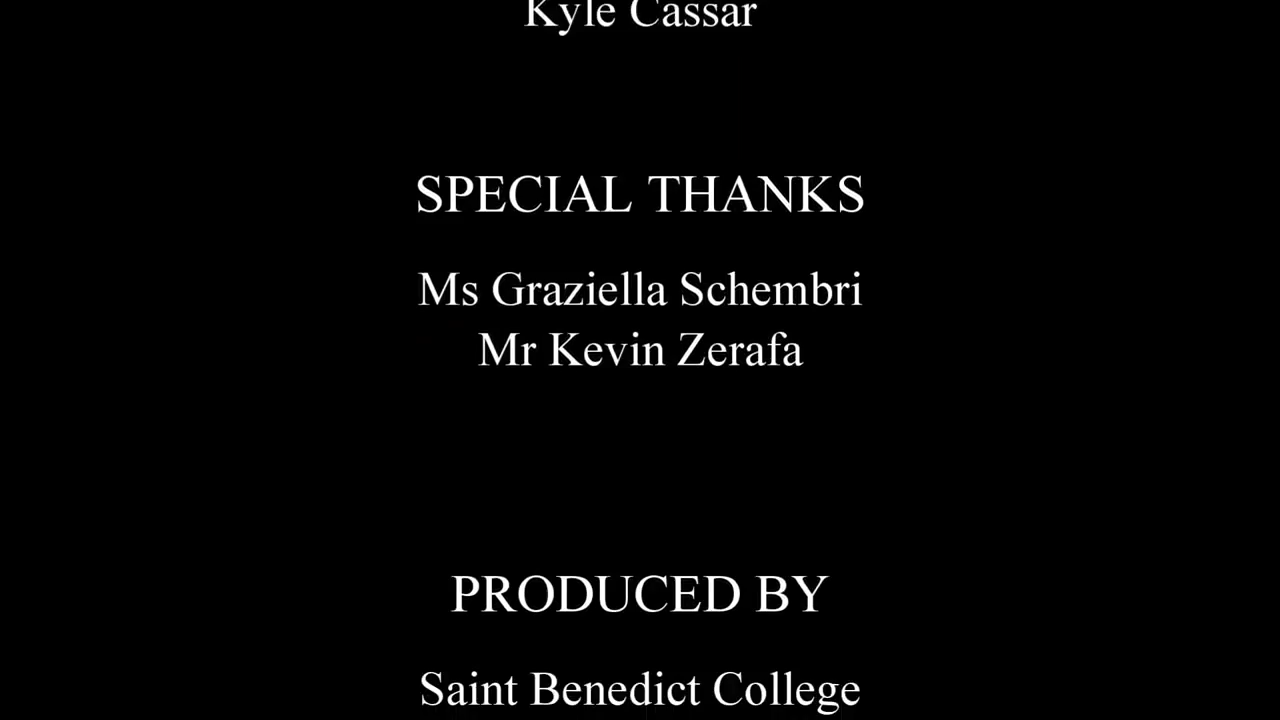 Kyle Cassar
SPECIAL THANKS
Ms Graziella Schembri
Mr Kevin Zerafa
PRODUCED BY
Saint Benedict College